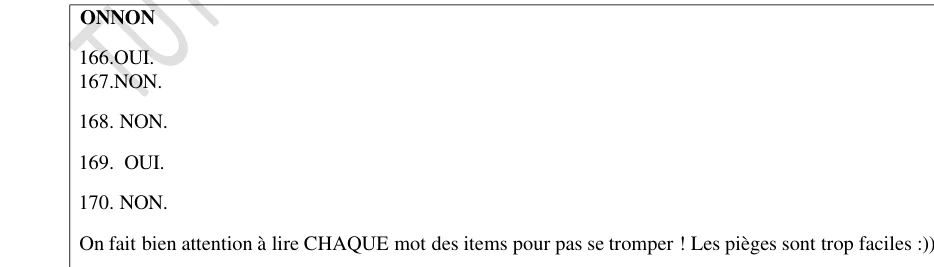 ONNON
166.OUI.
167.NON.
168. NON.
169. OUI.
170. NON.
On fait bien attention à lire CHAQUE mot des items pour pas se tromper ! Les pièges sont trop faciles :))